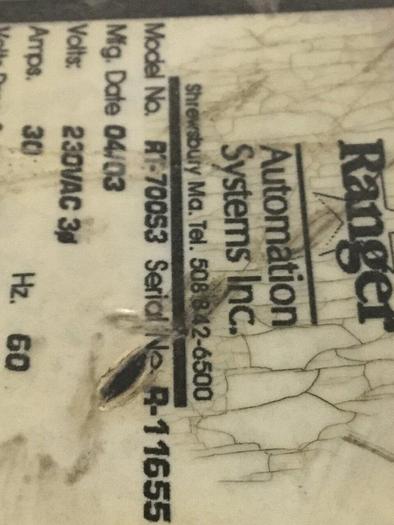 Ranger
Automation
Systems Inc.
Shrewsbury Ma. Tel. 508 842-6500
Model No. RT-70053 Serial No. R-11655
Mfg. Date 04/03
Volts: 230VAC 3ø
Amps. 30 Hz. 60